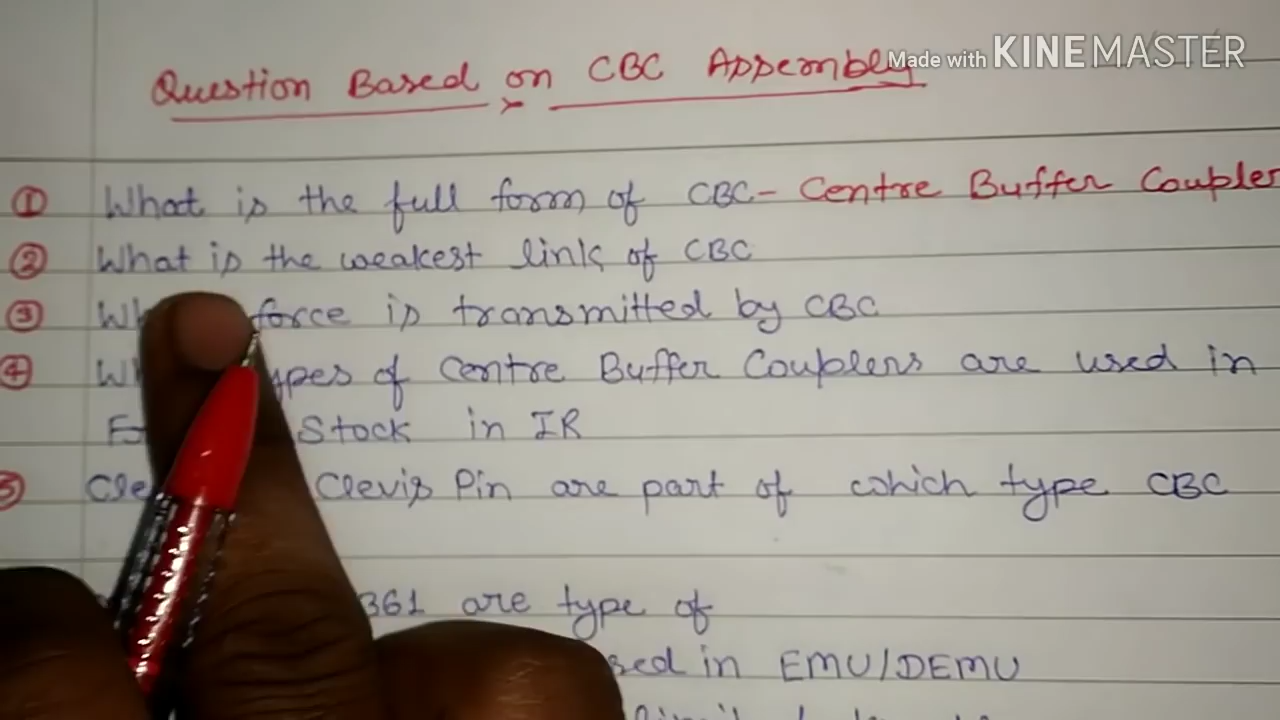 Made with KINEMASTER
Question Based on CBC Assembly
① What is the full form of CBC - Centre Buffer Coupler
② What is the weakest link of CBC
③ force is transmitted by CBC
④ of Centre Buffer Couplers are used in
Stock in IR
Clevis Pin are part of which type CBC
361 are type of
in EMU/DEMU